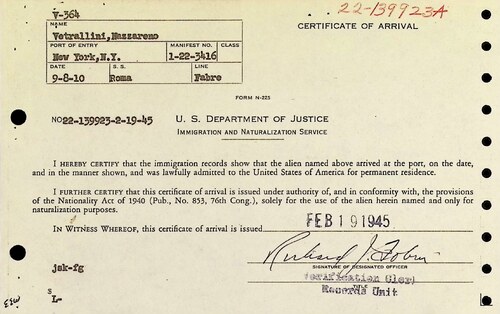 V-364
22-139923A
NAME
Vetrallini,Nazzareno
CERTIFICATE OF ARRIVAL
PORT OF ENTRY MANIFEST NO. CLASS
New York,N.Y. 1-22-3416
DATE S. S. LINE
9-8-10 Roma Fabre
FORM N-225
NO22-139923-2-19-45
U. S. DEPARTMENT OF JUSTICE
IMMIGRATION AND NATURALIZATION SERVICE
I HEREBY CERTIFY that the immigration records show that the alien named above arrived at the port, on the date,
and in the manner shown, and was lawfully admitted to the United States of America for permanent residence.
I FURTHER CERTIFY that this certificate of arrival is issued under authority of, and in conformity with, the provisions
of the Nationality Act of 1940 (Pub., No. 853, 76th Cong.), solely for the use of the alien herein named and only for
naturalization purposes.
IN WITNESS WHEREOF, this certificate of arrival is issued FEB 19 1945
Richard J.
SIGNATURE OF DESIGNATED OFFICER
jsk-fg
Verification Clerk
Records Unit
S
L-